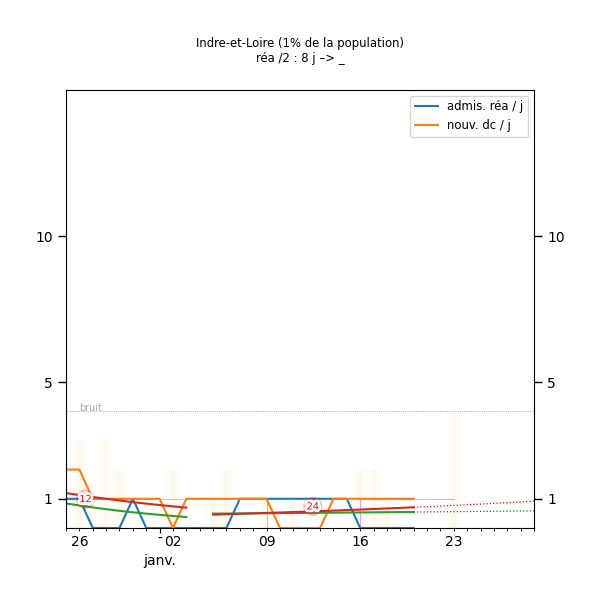 Indre-et-Loire (1% de la population)
réa /2 : 8 j –> _
admis. réa / j
nouv. dc / j
10 10
5 5
bruit
12
24
1 1
26 02 09 16 23
janv.